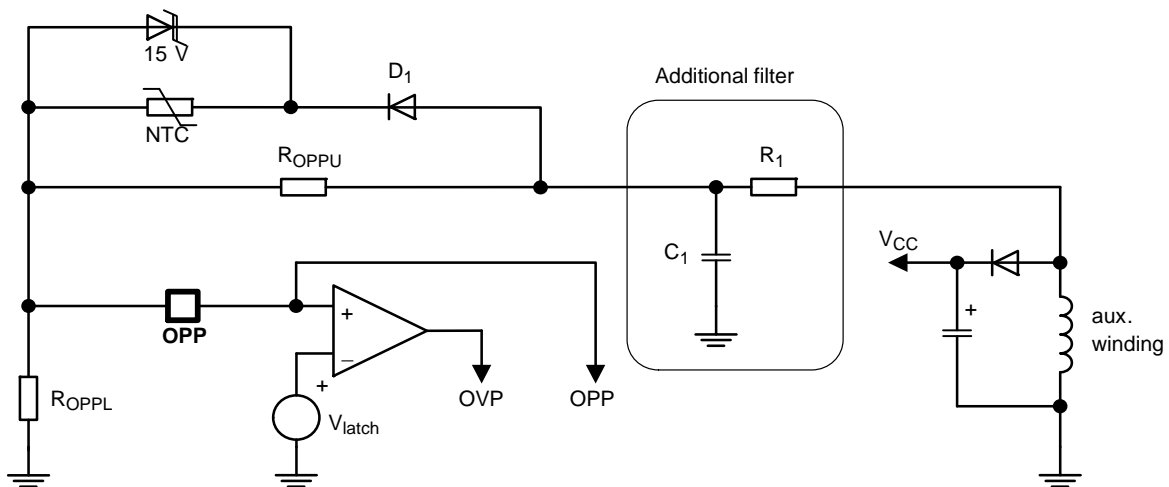 15 V
D1
Additional filter
NTC
ROPPU
R1
C1
VCC
+
OPP
+
−
+
aux.
winding
ROPPL
Vlatch
OVP
OPP